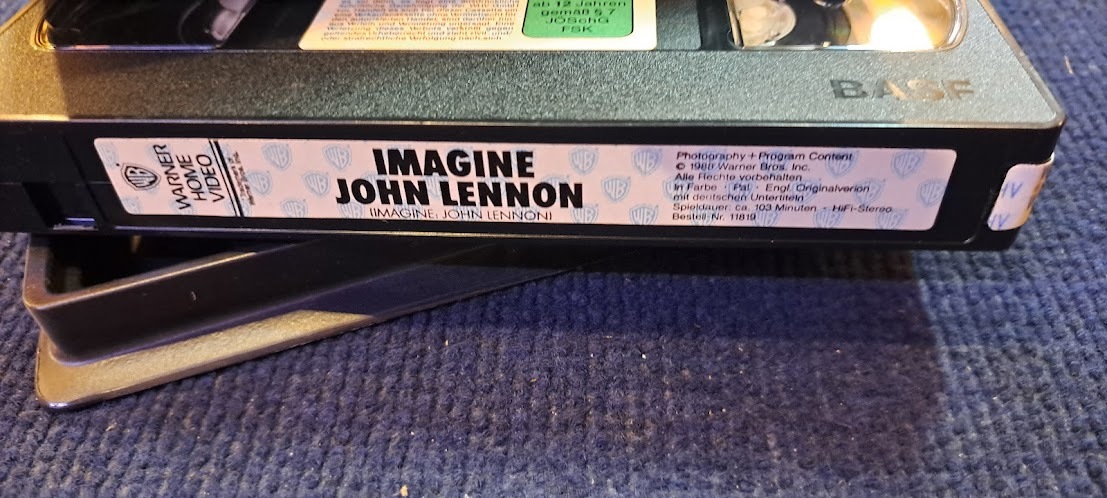 ab 12 Jahren
gemäß § 7
JÖSchG
FSK
BASF
WB
WARNER
HOME
VIDEO
IMAGINE
JOHN LENNON
(IMAGINE: JOHN LENNON)
Photography + Program Content
© 1988 Warner Bros. Inc.
Alle Rechte vorbehalten
In Farbe · Pal · Engl. Originalverion
mit deutschen Untertiteln
Spieldauer: ca. 103 Minuten · HiFi-Stereo
Bestell-Nr. 11819